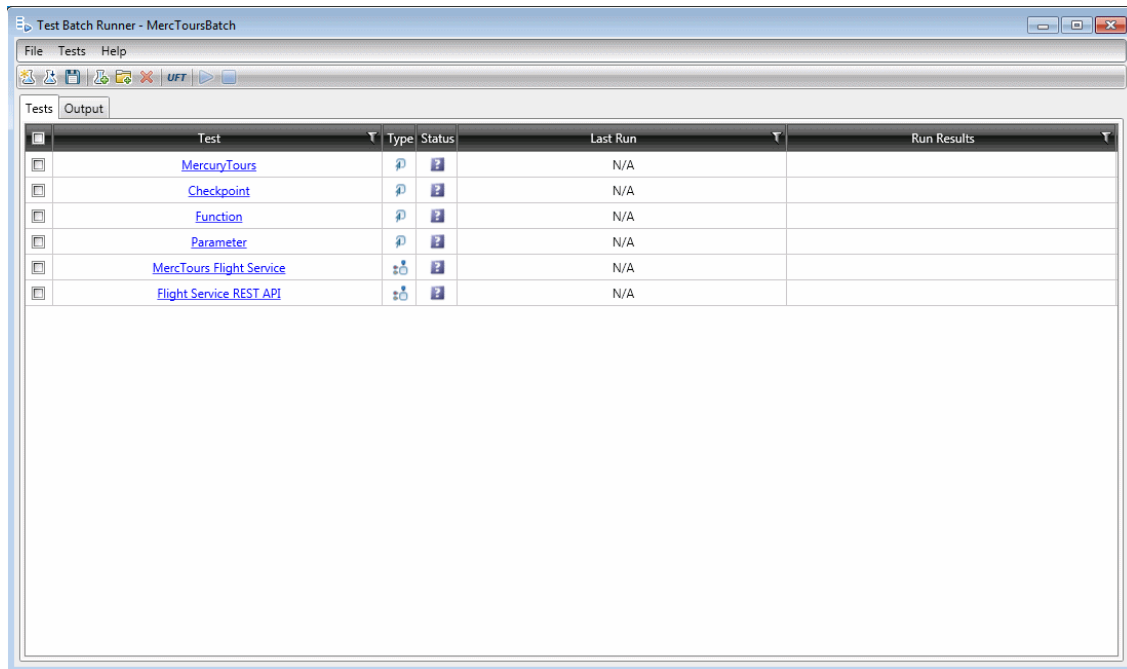 Test Batch Runner - MercToursBatch
File Tests Help
UFT
Tests Output
Test Type Status Last Run Run Results
MercuryTours ? N/A
Checkpoint ? N/A
Function ? N/A
Parameter ? N/A
MercTours Flight Service ? N/A
Flight Service REST API ? N/A